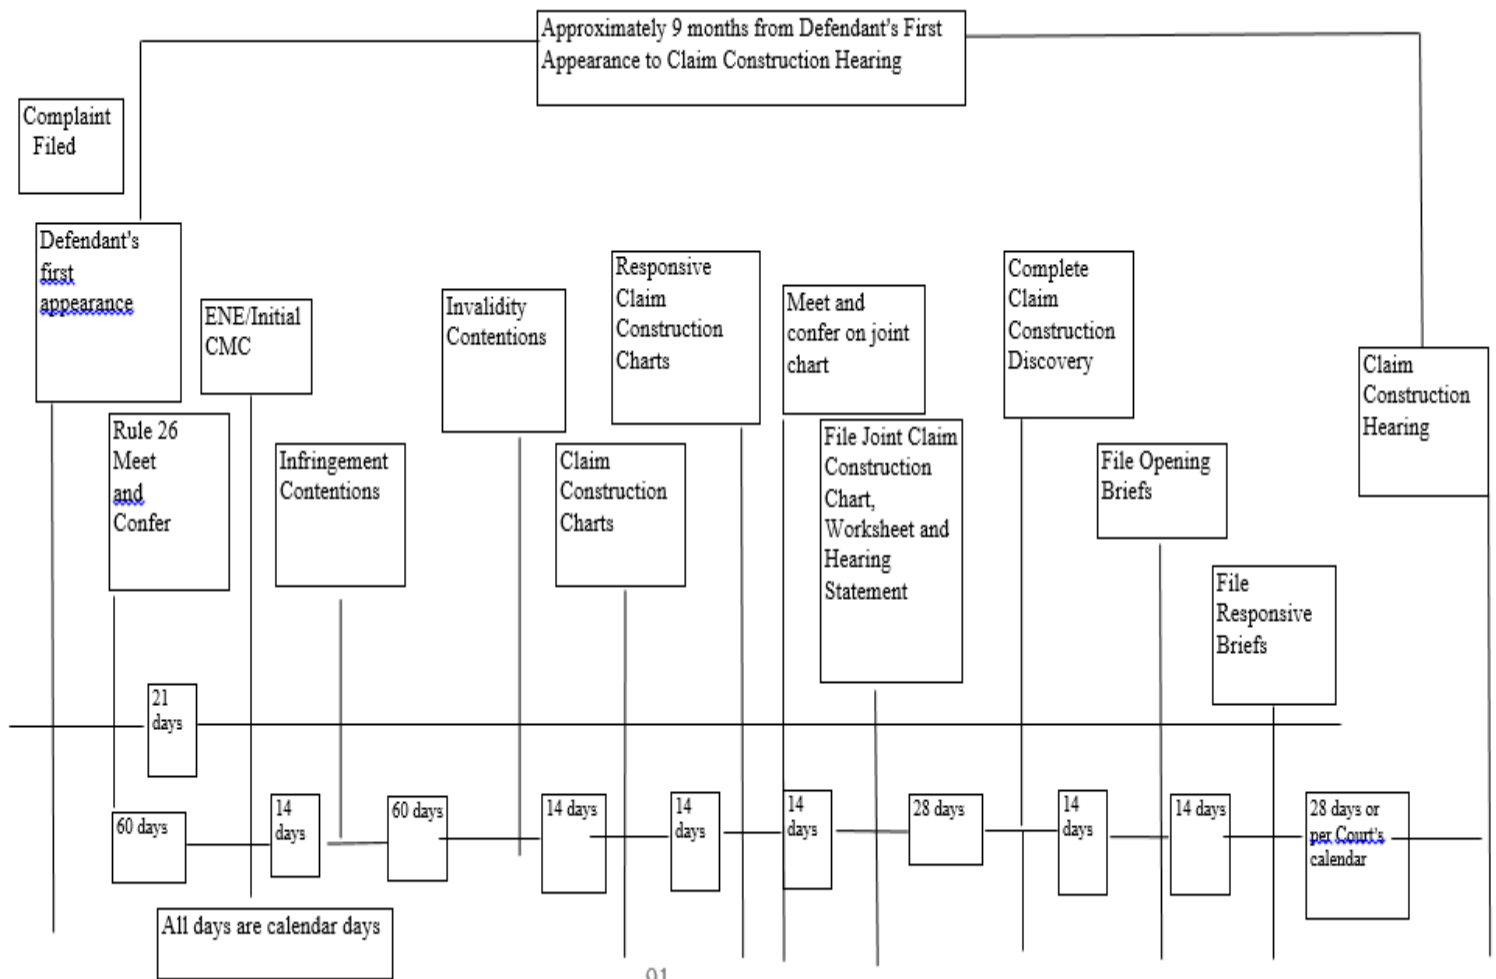 Approximately 9 months from Defendant's First
Appearance to Claim Construction Hearing
Complaint
Filed
Defendant's
first
appearance
Rule 26
Meet
and
Confer
ENE/Initial
CMC
Infringement
Contentions
Invalidity
Contentions
Claim
Construction
Charts
Responsive
Claim
Construction
Charts
Meet and
confer on joint
chart
File Joint Claim
Construction
Chart,
Worksheet and
Hearing
Statement
Complete
Claim
Construction
Discovery
File Opening
Briefs
File
Responsive
Briefs
Claim
Construction
Hearing
21
days
60 days
14
days
60 days
14 days
14
days
14
days
28 days
14
days
14 days
28 days or
per Court's
calendar
All days are calendar days
91